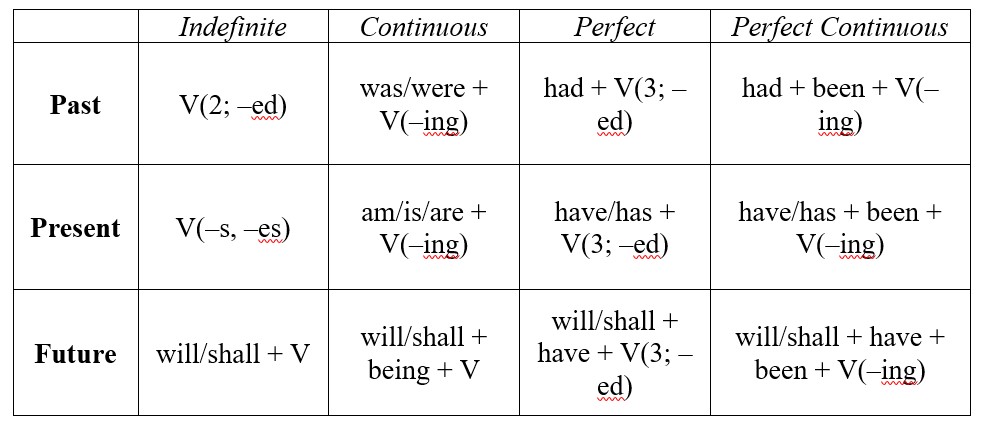 Indefinite Continuous Perfect Perfect Continuous
Past V(2; –ed) was/were + V(–ing) had + V(3; –ed) had + been + V(–ing)
Present V(–s, –es) am/is/are + V(–ing) have/has + V(3; –ed) have/has + been + V(–ing)
Future will/shall + V will/shall + being + V will/shall + have + V(3; –ed) will/shall + have + been + V(–ing)